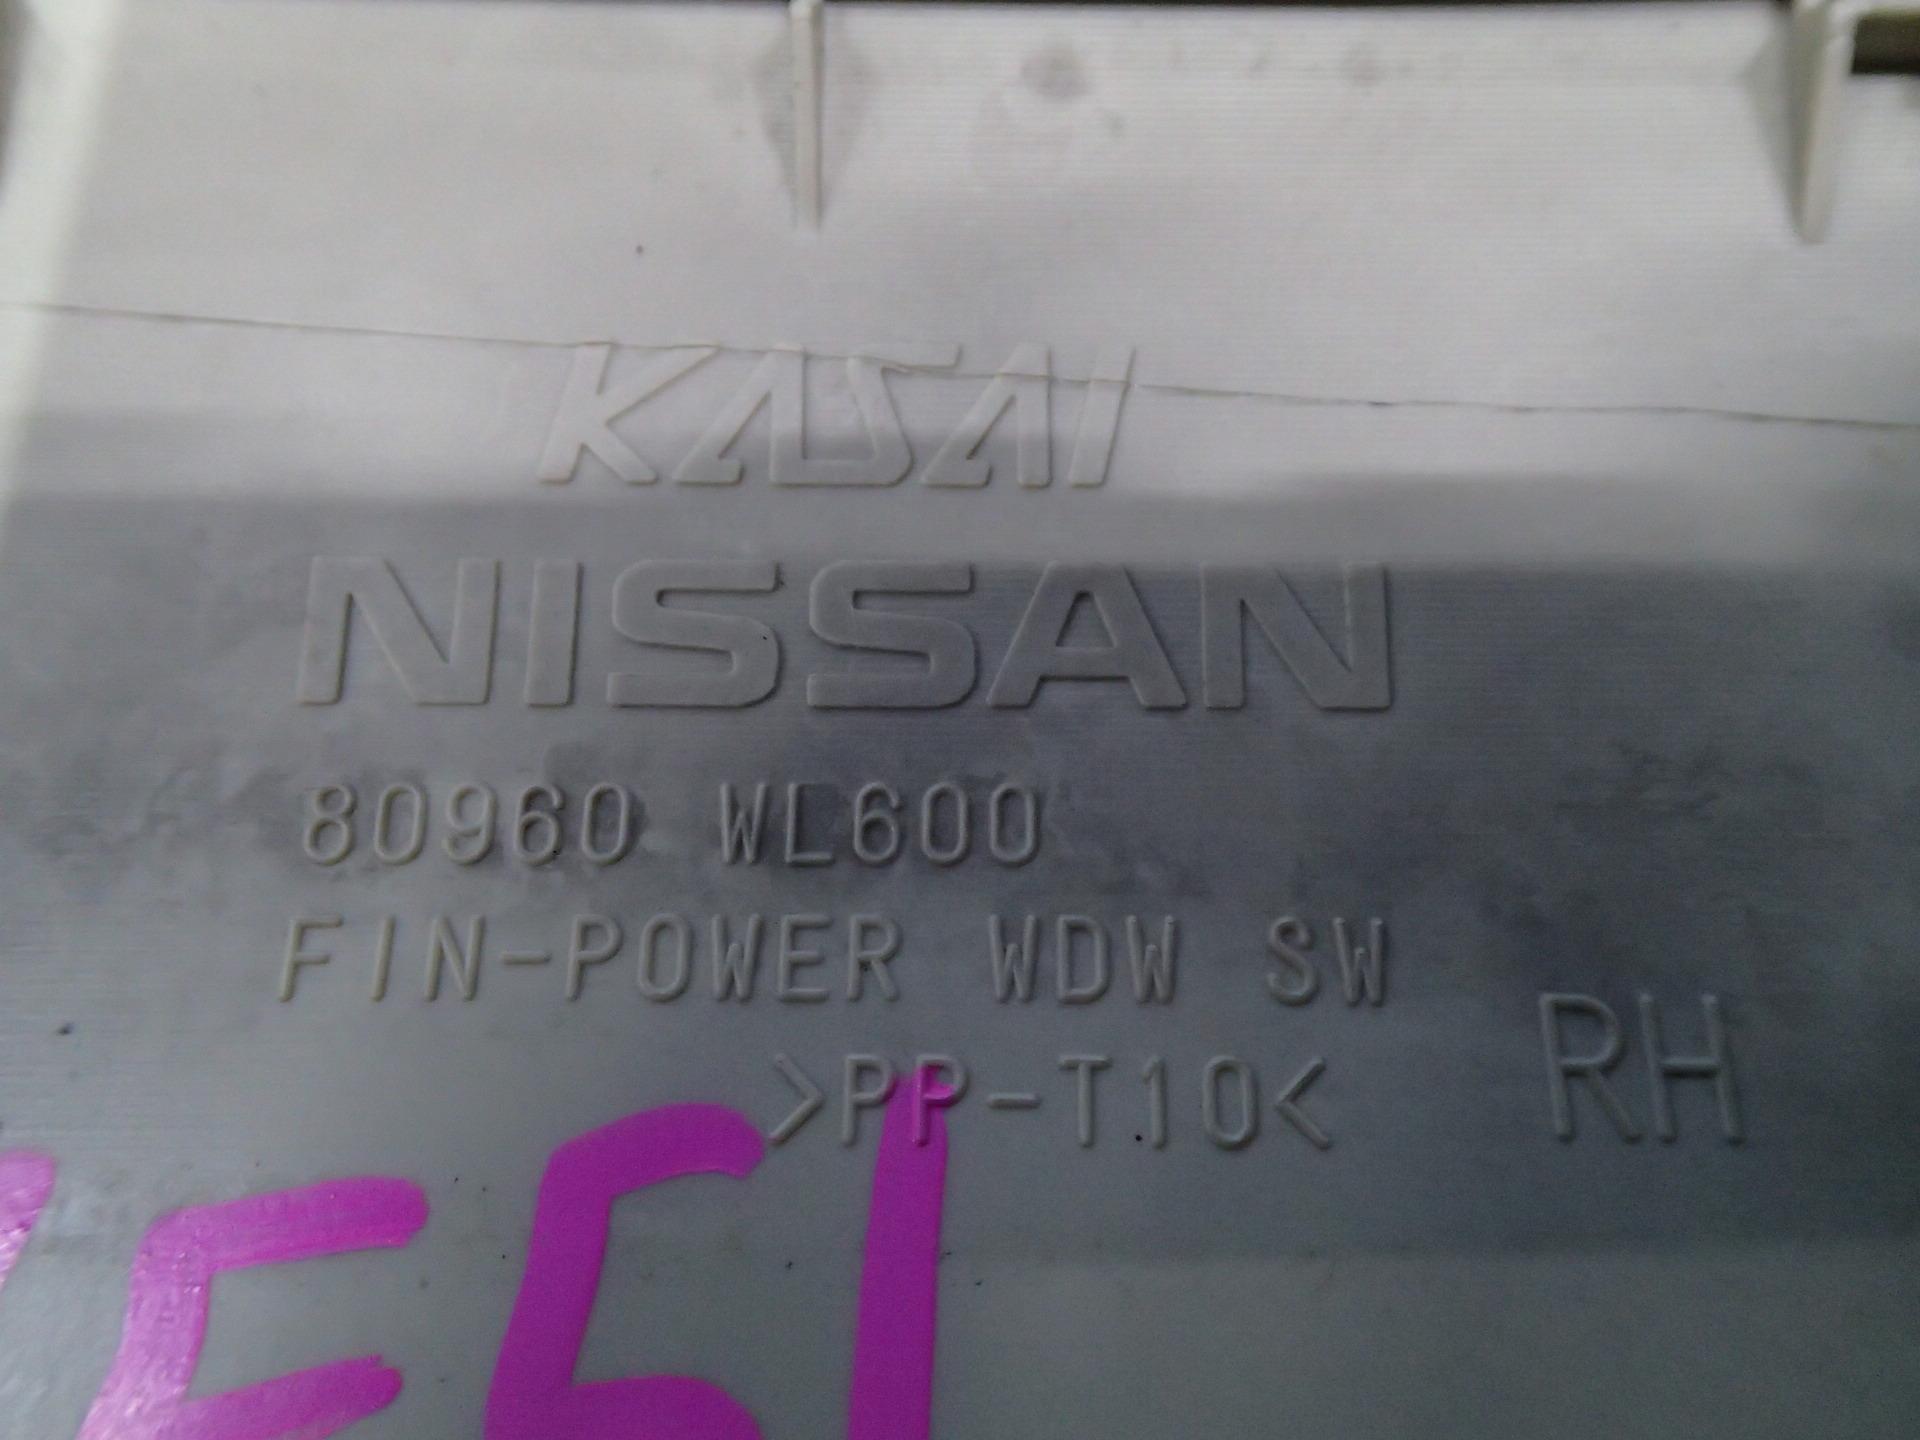 KASAI
NISSAN
80960 WL600
FIN-POWER WDW SW
RH
>PP-T10<